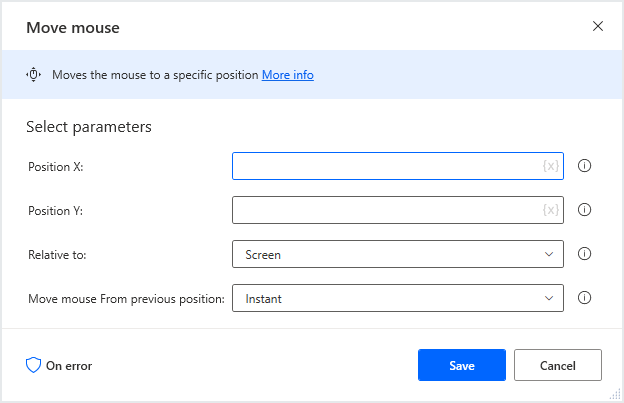 Move mouse
Moves the mouse to a specific position More info
Select parameters
Position X:
{x}
Position Y:
{x}
Relative to:
Screen
Move mouse From previous position:
Instant
On error
Save
Cancel